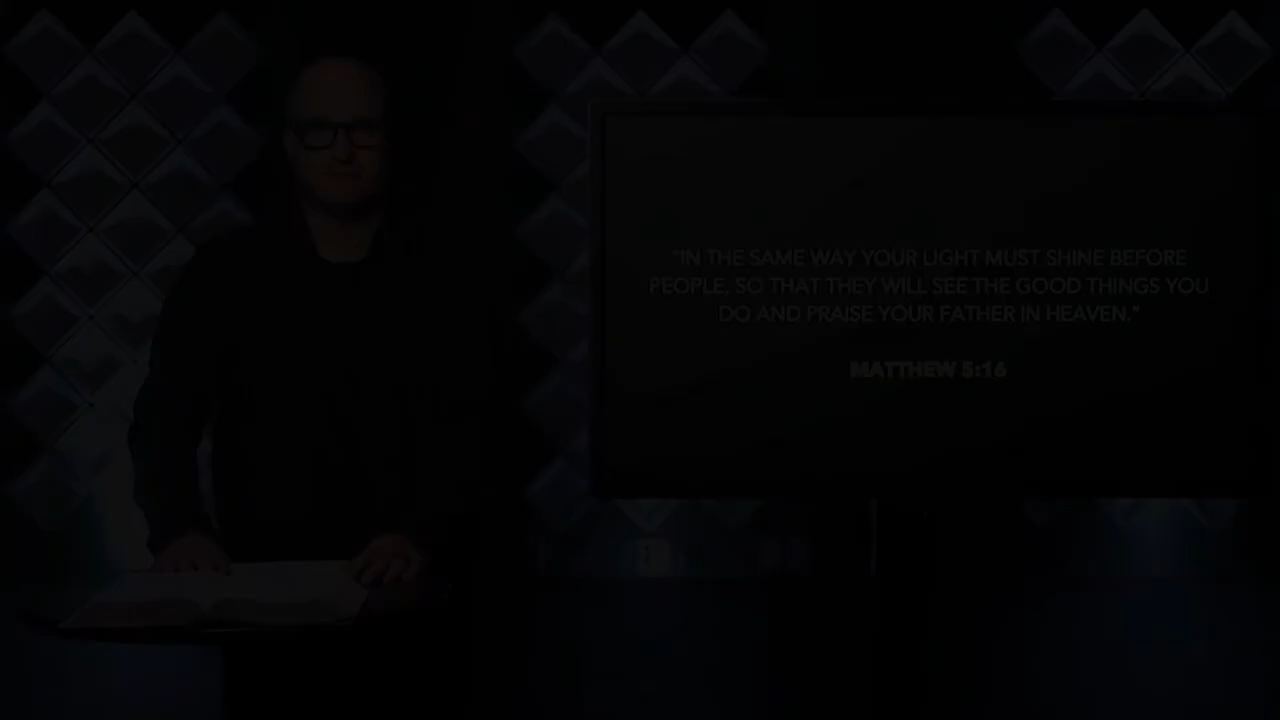 "IN THE SAME WAY YOUR LIGHT MUST SHINE BEFORE
PEOPLE, SO THAT THEY WILL SEE THE GOOD THINGS YOU
DO AND PRAISE YOUR FATHER IN HEAVEN."
MATTHEW 5:16